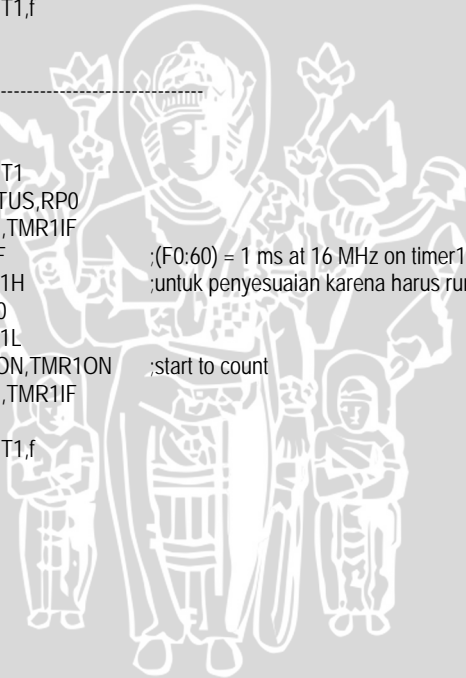 T1,f
------------------------------
T1
TUS,RP0
,TMR1IF
F ;(F0:60) = 1 ms at 16 MHz on timer1
1H ;untuk penyesuaian karena harus rur
0
1L
ON,TMR1ON ;start to count
,TMR1IF
T1,f